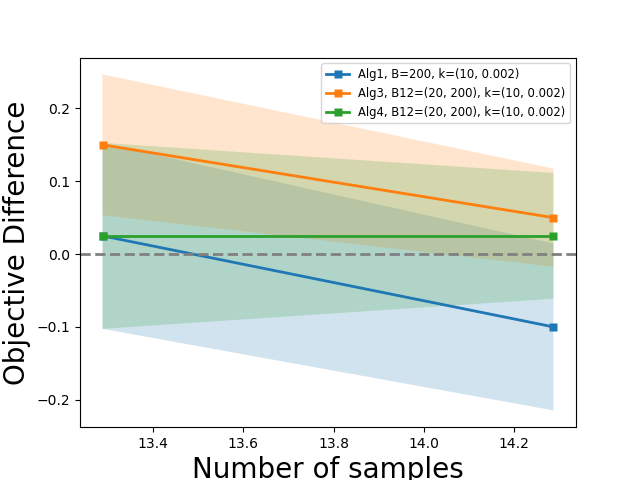 Alg1, B=200, k=(10, 0.002)
Alg3, B12=(20, 200), k=(10, 0.002)
Alg4, B12=(20, 200), k=(10, 0.002)
Objective Difference
0.2
0.1
0.0
−0.1
−0.2
13.4 13.6 13.8 14.0 14.2
Number of samples